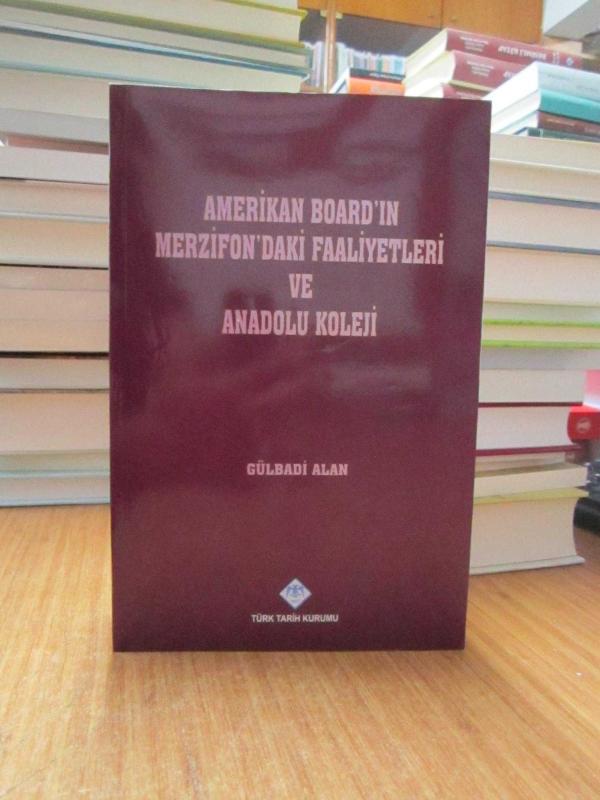 AMERİKAN BOARD'IN
MERZİFON'DAKİ FAALİYETLERİ
VE
ANADOLU KOLEJİ
GÜLBADİ ALAN
TÜRK TARİH KURUMU